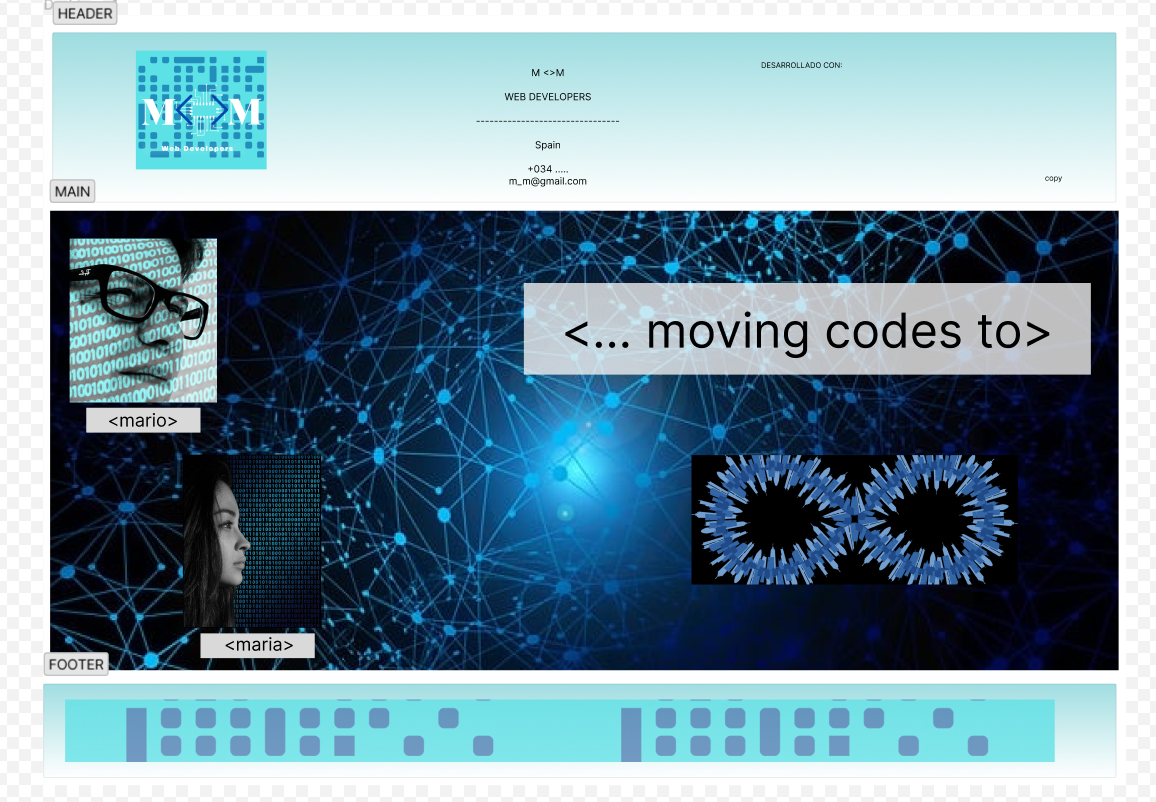 HEADER
M<>M
Web Developers
M <>M
WEB DEVELOPERS
--------------------------------
Spain
+034 .....
m_m@gmail.com
DESARROLLADO CON:
copy
MAIN
<mario>
<... moving codes to>
<maria>
FOOTER